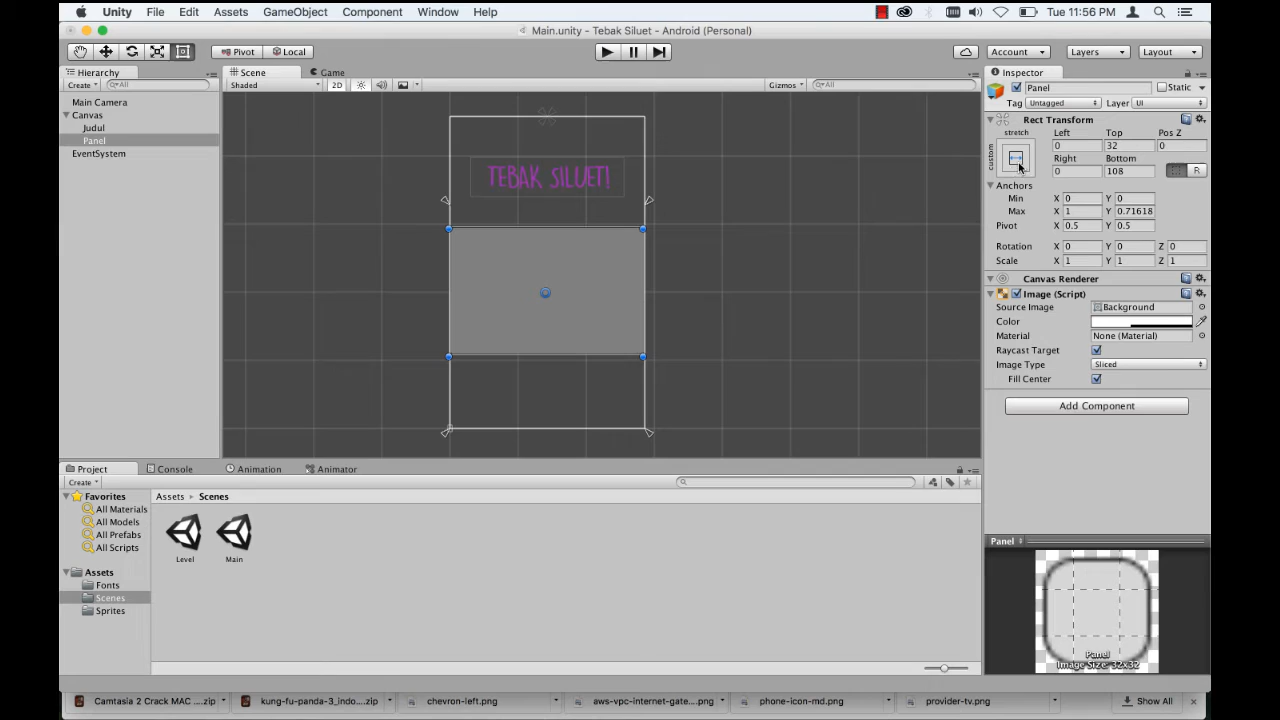 Unity File Edit Assets GameObject Component Window Help Tue 11:56 PM
Main.unity - Tebak Siluet - Android (Personal)
Pivot Local Account Layers Layout
Hierarchy Scene Game Inspector
Create All Shaded 2D Gizmos All Panel Static
Main Camera Tag Untagged Layer UI
Canvas Rect Transform
Judul stretch Left Top Pos Z
Panel custom 0 32 0
EventSystem Right Bottom
0 108 R
TEBAK SILUET! Anchors
Min X 0 Y 0
Max X 1 Y 0.71618
Pivot X 0.5 Y 0.5
Rotation X 0 Y 0 Z 0
Scale X 1 Y 1 Z 1
Canvas Renderer
Image (Script)
Source Image Background
Color
Material None (Material)
Raycast Target
Image Type Sliced
Fill Center
Add Component
Project Console Animation Animator
Create
Favorites Assets Scenes
All Materials
All Models
All Prefabs
All Scripts
Level Main
Assets
Fonts
Scenes
Sprites
Panel
Panel
Image Size: 32x32
Camtasia 2 Crack MAC ....zip kung-fu-panda-3_indo...zip chevron-left.png aws-vpc-internet-gate....png phone-icon-md.png provider-tv.png Show All